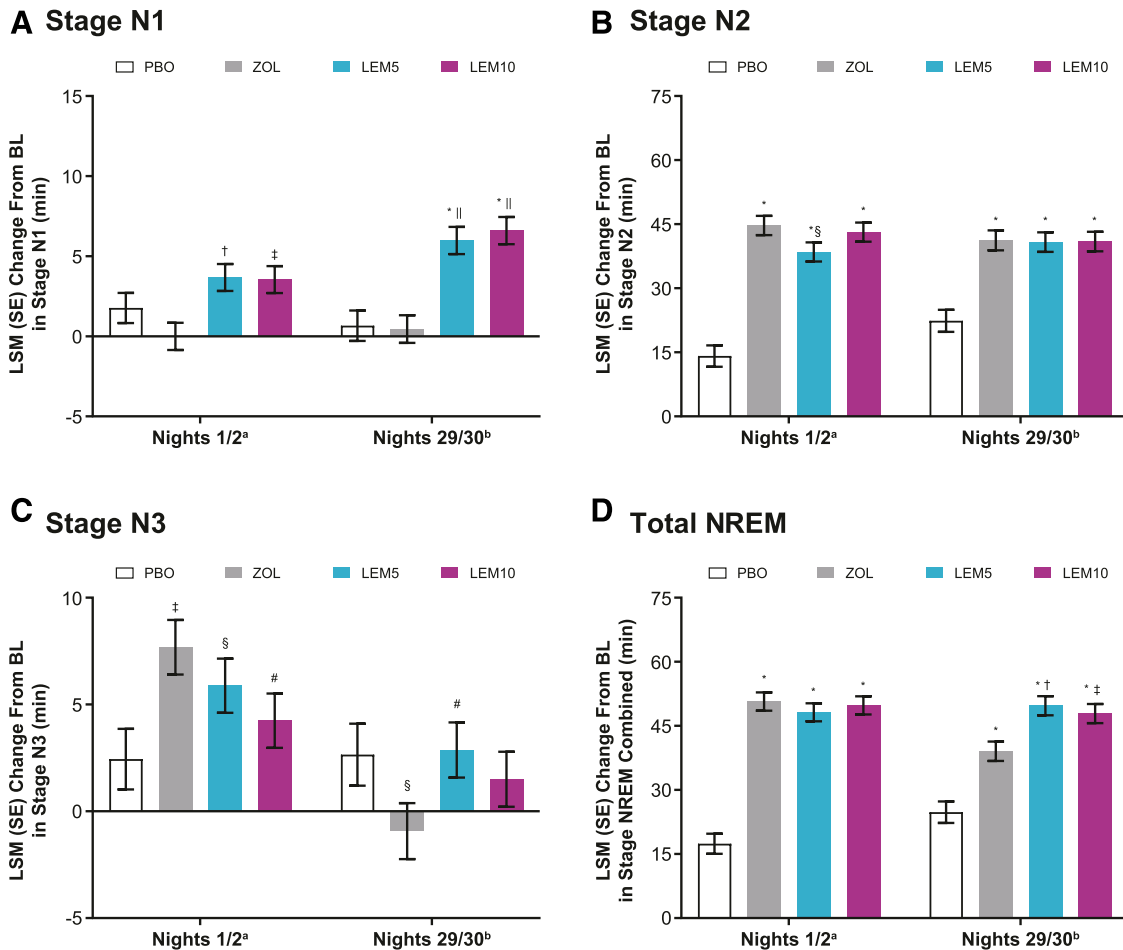 A Stage N1
PBO ZOL LEM5 LEM10
LSM (SE) Change From BL
in Stage N1 (min)
15
10
5
0
-5
†
‡
* ||
* ||
Nights 1/2ᵃ
Nights 29/30ᵇ
B Stage N2
PBO ZOL LEM5 LEM10
LSM (SE) Change From BL
in Stage N2 (min)
75
60
45
30
15
0
*
*§
*
*
*
*
Nights 1/2ᵃ
Nights 29/30ᵇ
C Stage N3
PBO ZOL LEM5 LEM10
LSM (SE) Change From BL
in Stage N3 (min)
10
5
0
-5
‡
§
#
§
#
Nights 1/2ᵃ
Nights 29/30ᵇ
D Total NREM
PBO ZOL LEM5 LEM10
LSM (SE) Change From BL
in Stage NREM Combined (min)
75
60
45
30
15
0
*
*
*
*
* †
* ‡
Nights 1/2ᵃ
Nights 29/30ᵇ